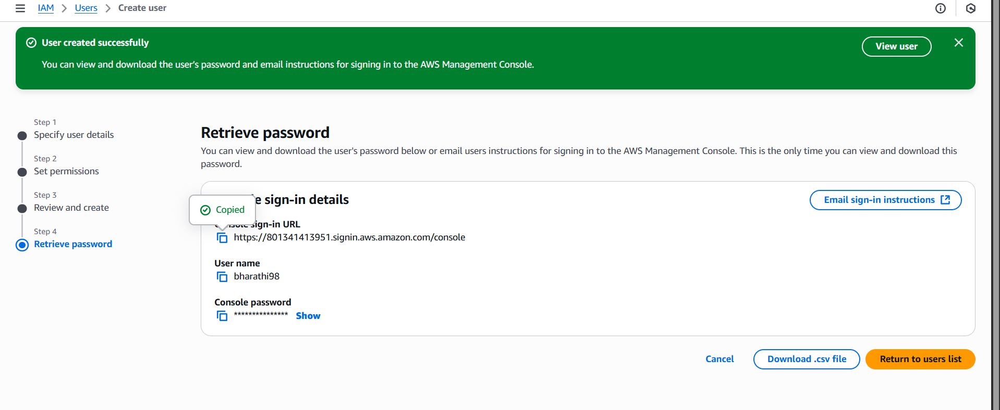 IAM > Users > Create user
User created successfully
View user
You can view and download the user's password and email instructions for signing in to the AWS Management Console.
Step 1
Specify user details
Step 2
Set permissions
Step 3
Review and create
Step 4
Retrieve password
Retrieve password
You can view and download the user's password below or email users instructions for signing in to the AWS Management Console. This is the only time you can view and download this
password.
sign-in details
Email sign-in instructions
Copied
sign-in URL
https://801341413951.signin.aws.amazon.com/console
User name
bharathi98
Console password
*************** Show
Cancel
Download .csv file
Return to users list